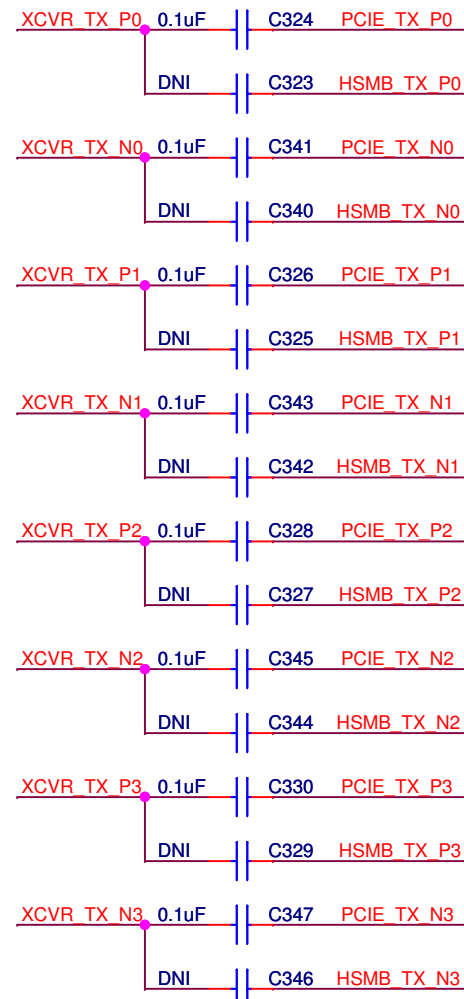 XCVR_TX_P0 0.1uF C324 PCIE_TX_P0
DNI C323 HSMB_TX_P0
XCVR_TX_N0 0.1uF C341 PCIE_TX_N0
DNI C340 HSMB_TX_N0
XCVR_TX_P1 0.1uF C326 PCIE_TX_P1
DNI C325 HSMB_TX_P1
XCVR_TX_N1 0.1uF C343 PCIE_TX_N1
DNI C342 HSMB_TX_N1
XCVR_TX_P2 0.1uF C328 PCIE_TX_P2
DNI C327 HSMB_TX_P2
XCVR_TX_N2 0.1uF C345 PCIE_TX_N2
DNI C344 HSMB_TX_N2
XCVR_TX_P3 0.1uF C330 PCIE_TX_P3
DNI C329 HSMB_TX_P3
XCVR_TX_N3 0.1uF C347 PCIE_TX_N3
DNI C346 HSMB_TX_N3